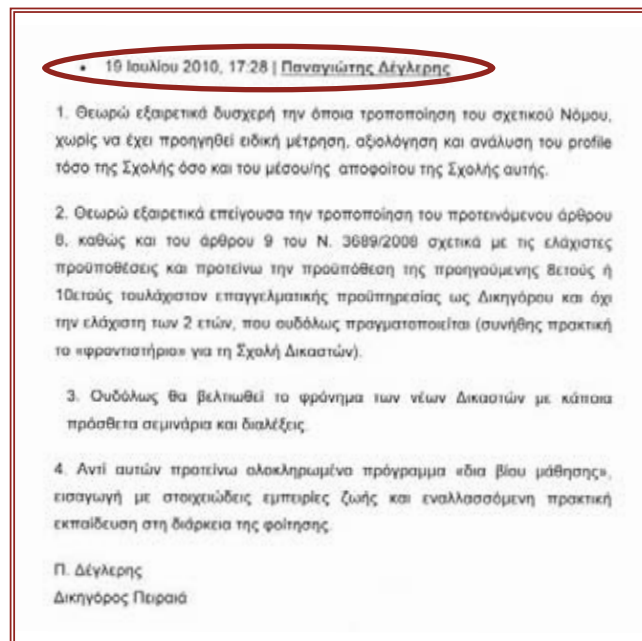 • 19 Ιουλίου 2010, 17:28 | Παναγιώτης Δέγλερης
1. Θεωρώ εξαιρετικά δυσχερή την όποια τροποποίηση του σχετικού Νόμου,
χωρίς να έχει προηγηθεί ειδική μέτρηση, αξιολόγηση και ανάλυση του profile
τόσο της Σχολής όσο και του μέσου/ης αποφοίτου της Σχολής αυτής.
2. Θεωρώ εξαιρετικά επείγουσα την τροποποίηση του προτεινόμενου άρθρου
8, καθώς και του άρθρου 9 του Ν. 3689/2008 σχετικά με τις ελάχιστες
προϋποθέσεις και προτείνω την προϋπόθεση της προηγούμενης 8ετούς ή
10ετούς τουλάχιστον επαγγελματικής προϋπηρεσίας ως Δικηγόρου και όχι
την ελάχιστη των 2 ετών, που ουδόλως πραγματοποιείται (συνήθης πρακτική
το «φροντιστήριο» για τη Σχολή Δικαστών).
3. Ουδόλως θα βελτιωθεί το φρόνημα των νέων Δικαστών με κάποια
πρόσθετα σεμινάρια και διαλέξεις.
4. Αντί αυτών προτείνω ολοκληρωμένο πρόγραμμα «δια βίου μάθησης»,
εισαγωγή με στοιχειώδεις εμπειρίες ζωής και εναλλασσόμενη πρακτική
εκπαίδευση στη διάρκεια της φοίτησης.
Π. Δέγλερης
Δικηγόρος Πειραιά